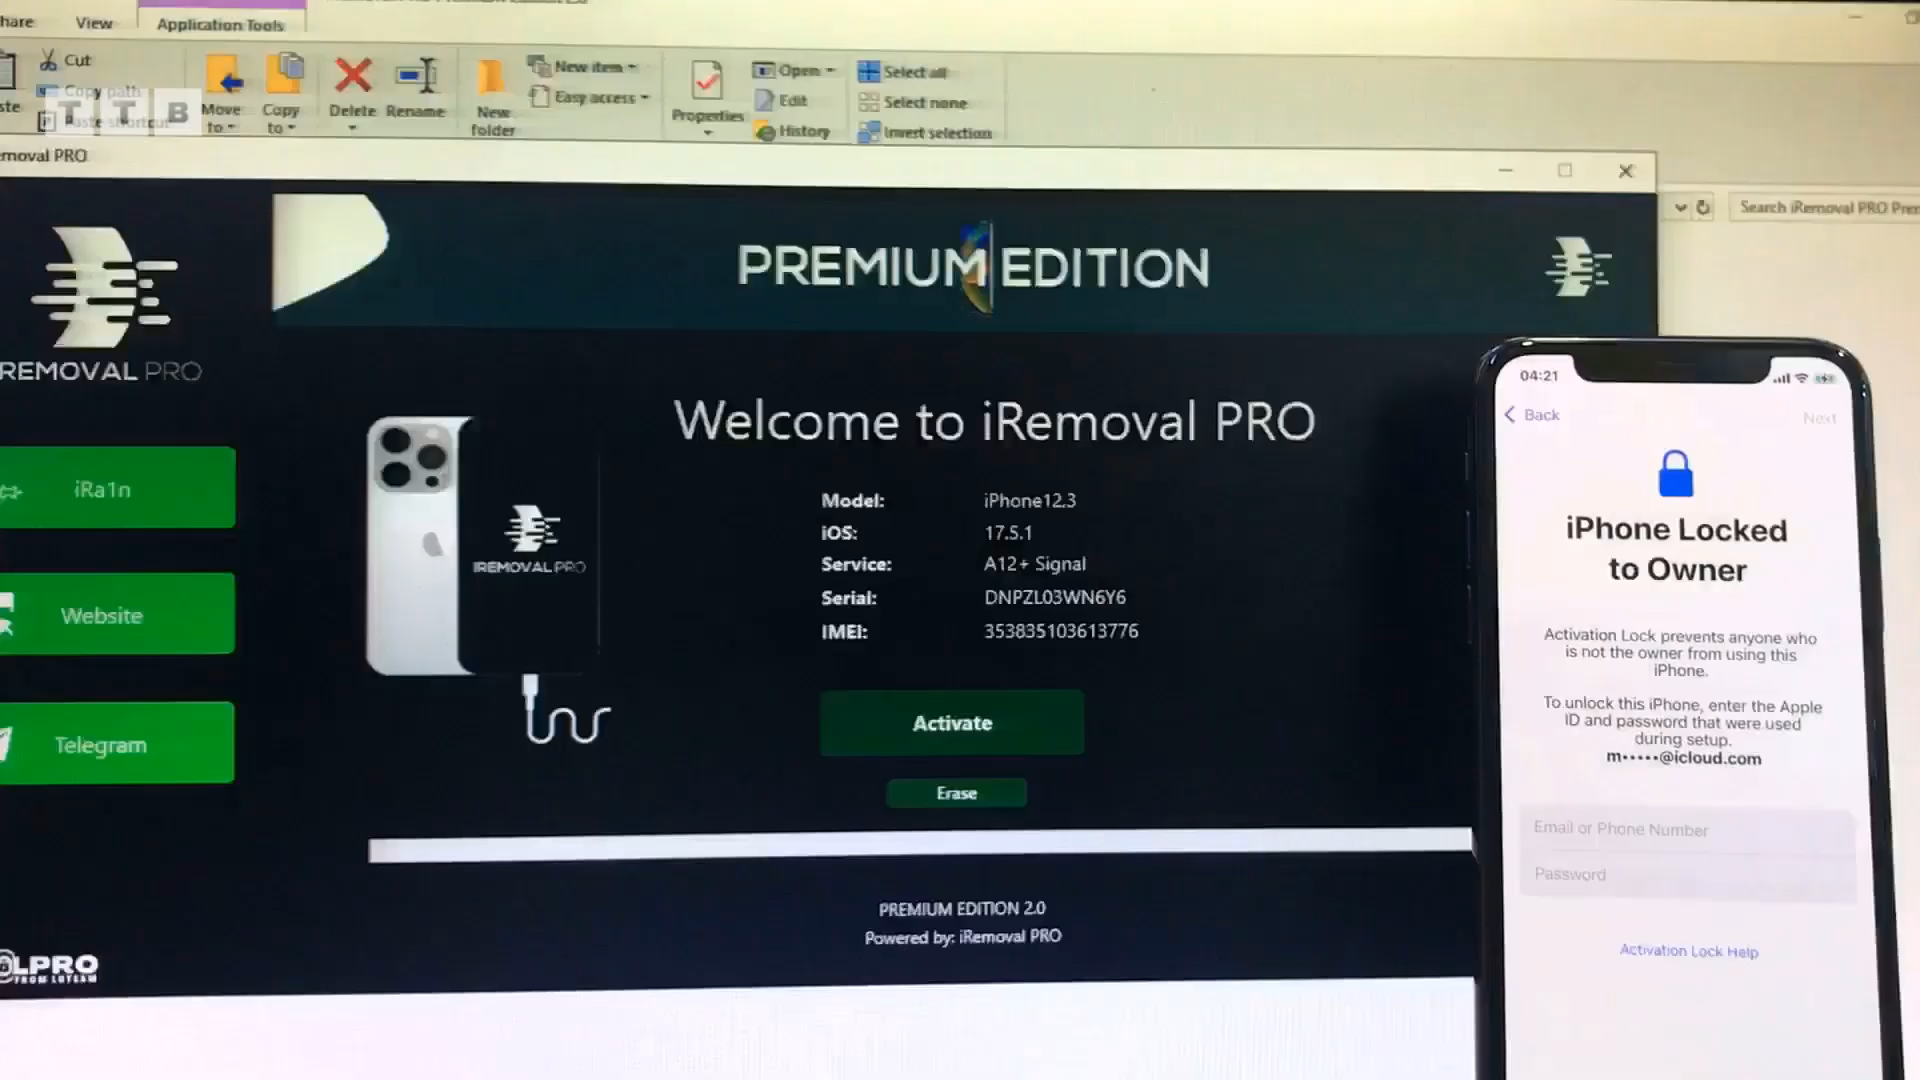 View
Application Tools
Cut
Copy path
Paste shortcut
Move to
Copy to
Delete
Rename
New folder
New item
Easy access
Properties
Open
Edit
History
Select all
Select none
Invert selection
T T B
Search iRemoval PRO
PREMIUM EDITION
REMOVAL PRO
iRa1n
Website
Telegram
IREMOVAL PRO
Welcome to iRemoval PRO
Model: iPhone12.3
iOS: 17.5.1
Service: A12+ Signal
Serial: DNPZL03WN6Y6
IMEI: 353835103613776
Activate
Erase
PREMIUM EDITION 2.0
Powered by: iRemoval PRO
04:21
Back
Next
iPhone Locked
to Owner
Activation Lock prevents anyone who
is not the owner from using this
iPhone.
To unlock this iPhone, enter the Apple
ID and password that were used
during setup.
m•••••@icloud.com
Email or Phone Number
Password
Activation Lock Help